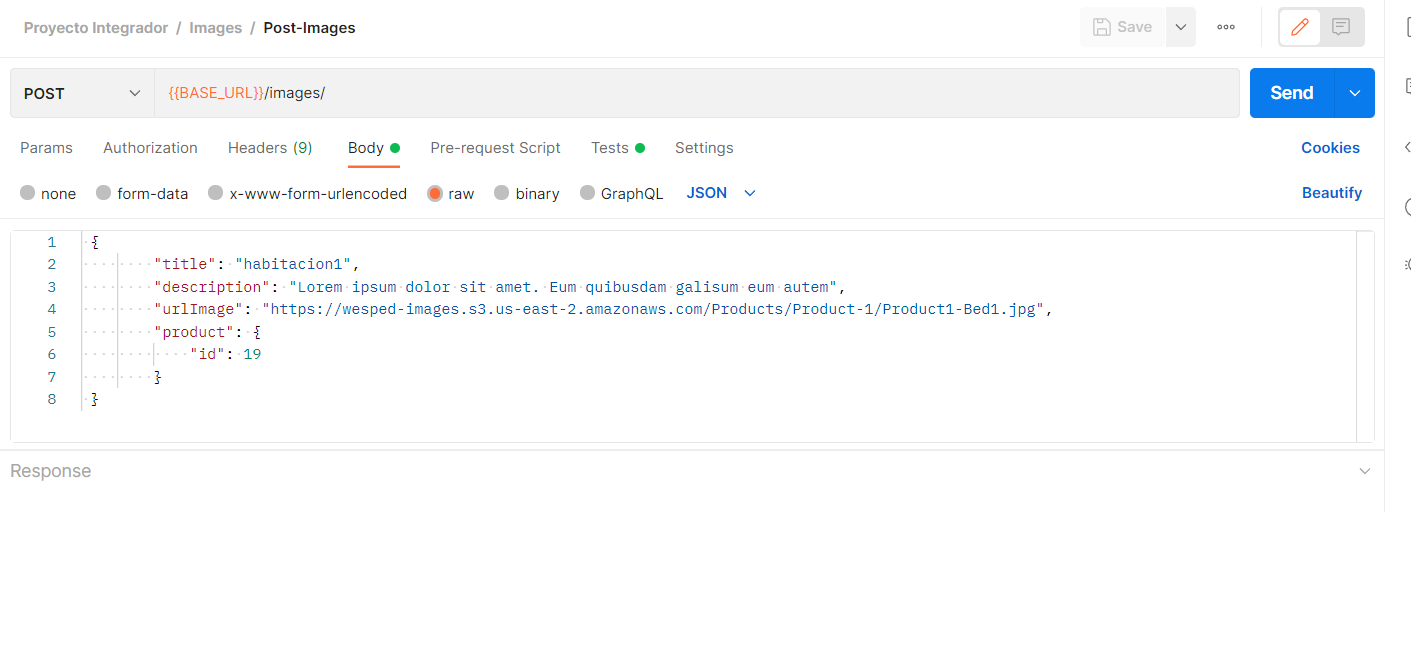 Proyecto Integrador / Images / Post-Images
Save
POST
{{BASE_URL}}/images/
Send
Params Authorization Headers (9) Body Pre-request Script Tests Settings
Cookies
none form-data x-www-form-urlencoded raw binary GraphQL JSON
Beautify
1 {
2 "title": "habitacion1",
3 "description": "Lorem ipsum dolor sit amet. Eum quibusdam galisum eum autem",
4 "urlImage": "https://wesped-images.s3.us-east-2.amazonaws.com/Products/Product-1/Product1-Bed1.jpg",
5 "product": {
6 "id": 19
7 }
8 }
Response